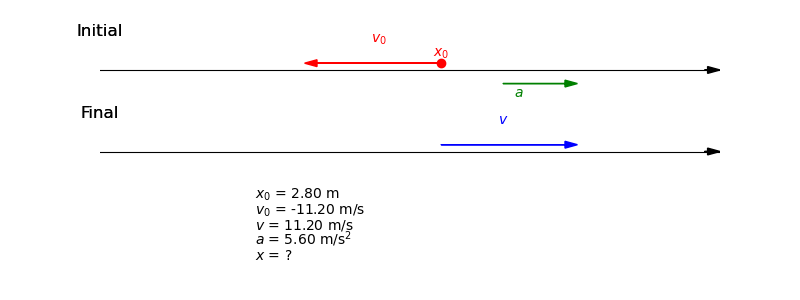 Initial
v₀
x₀
a
Final
v
x₀ = 2.80 m
v₀ = -11.20 m/s
v = 11.20 m/s
a = 5.60 m/s²
x = ?